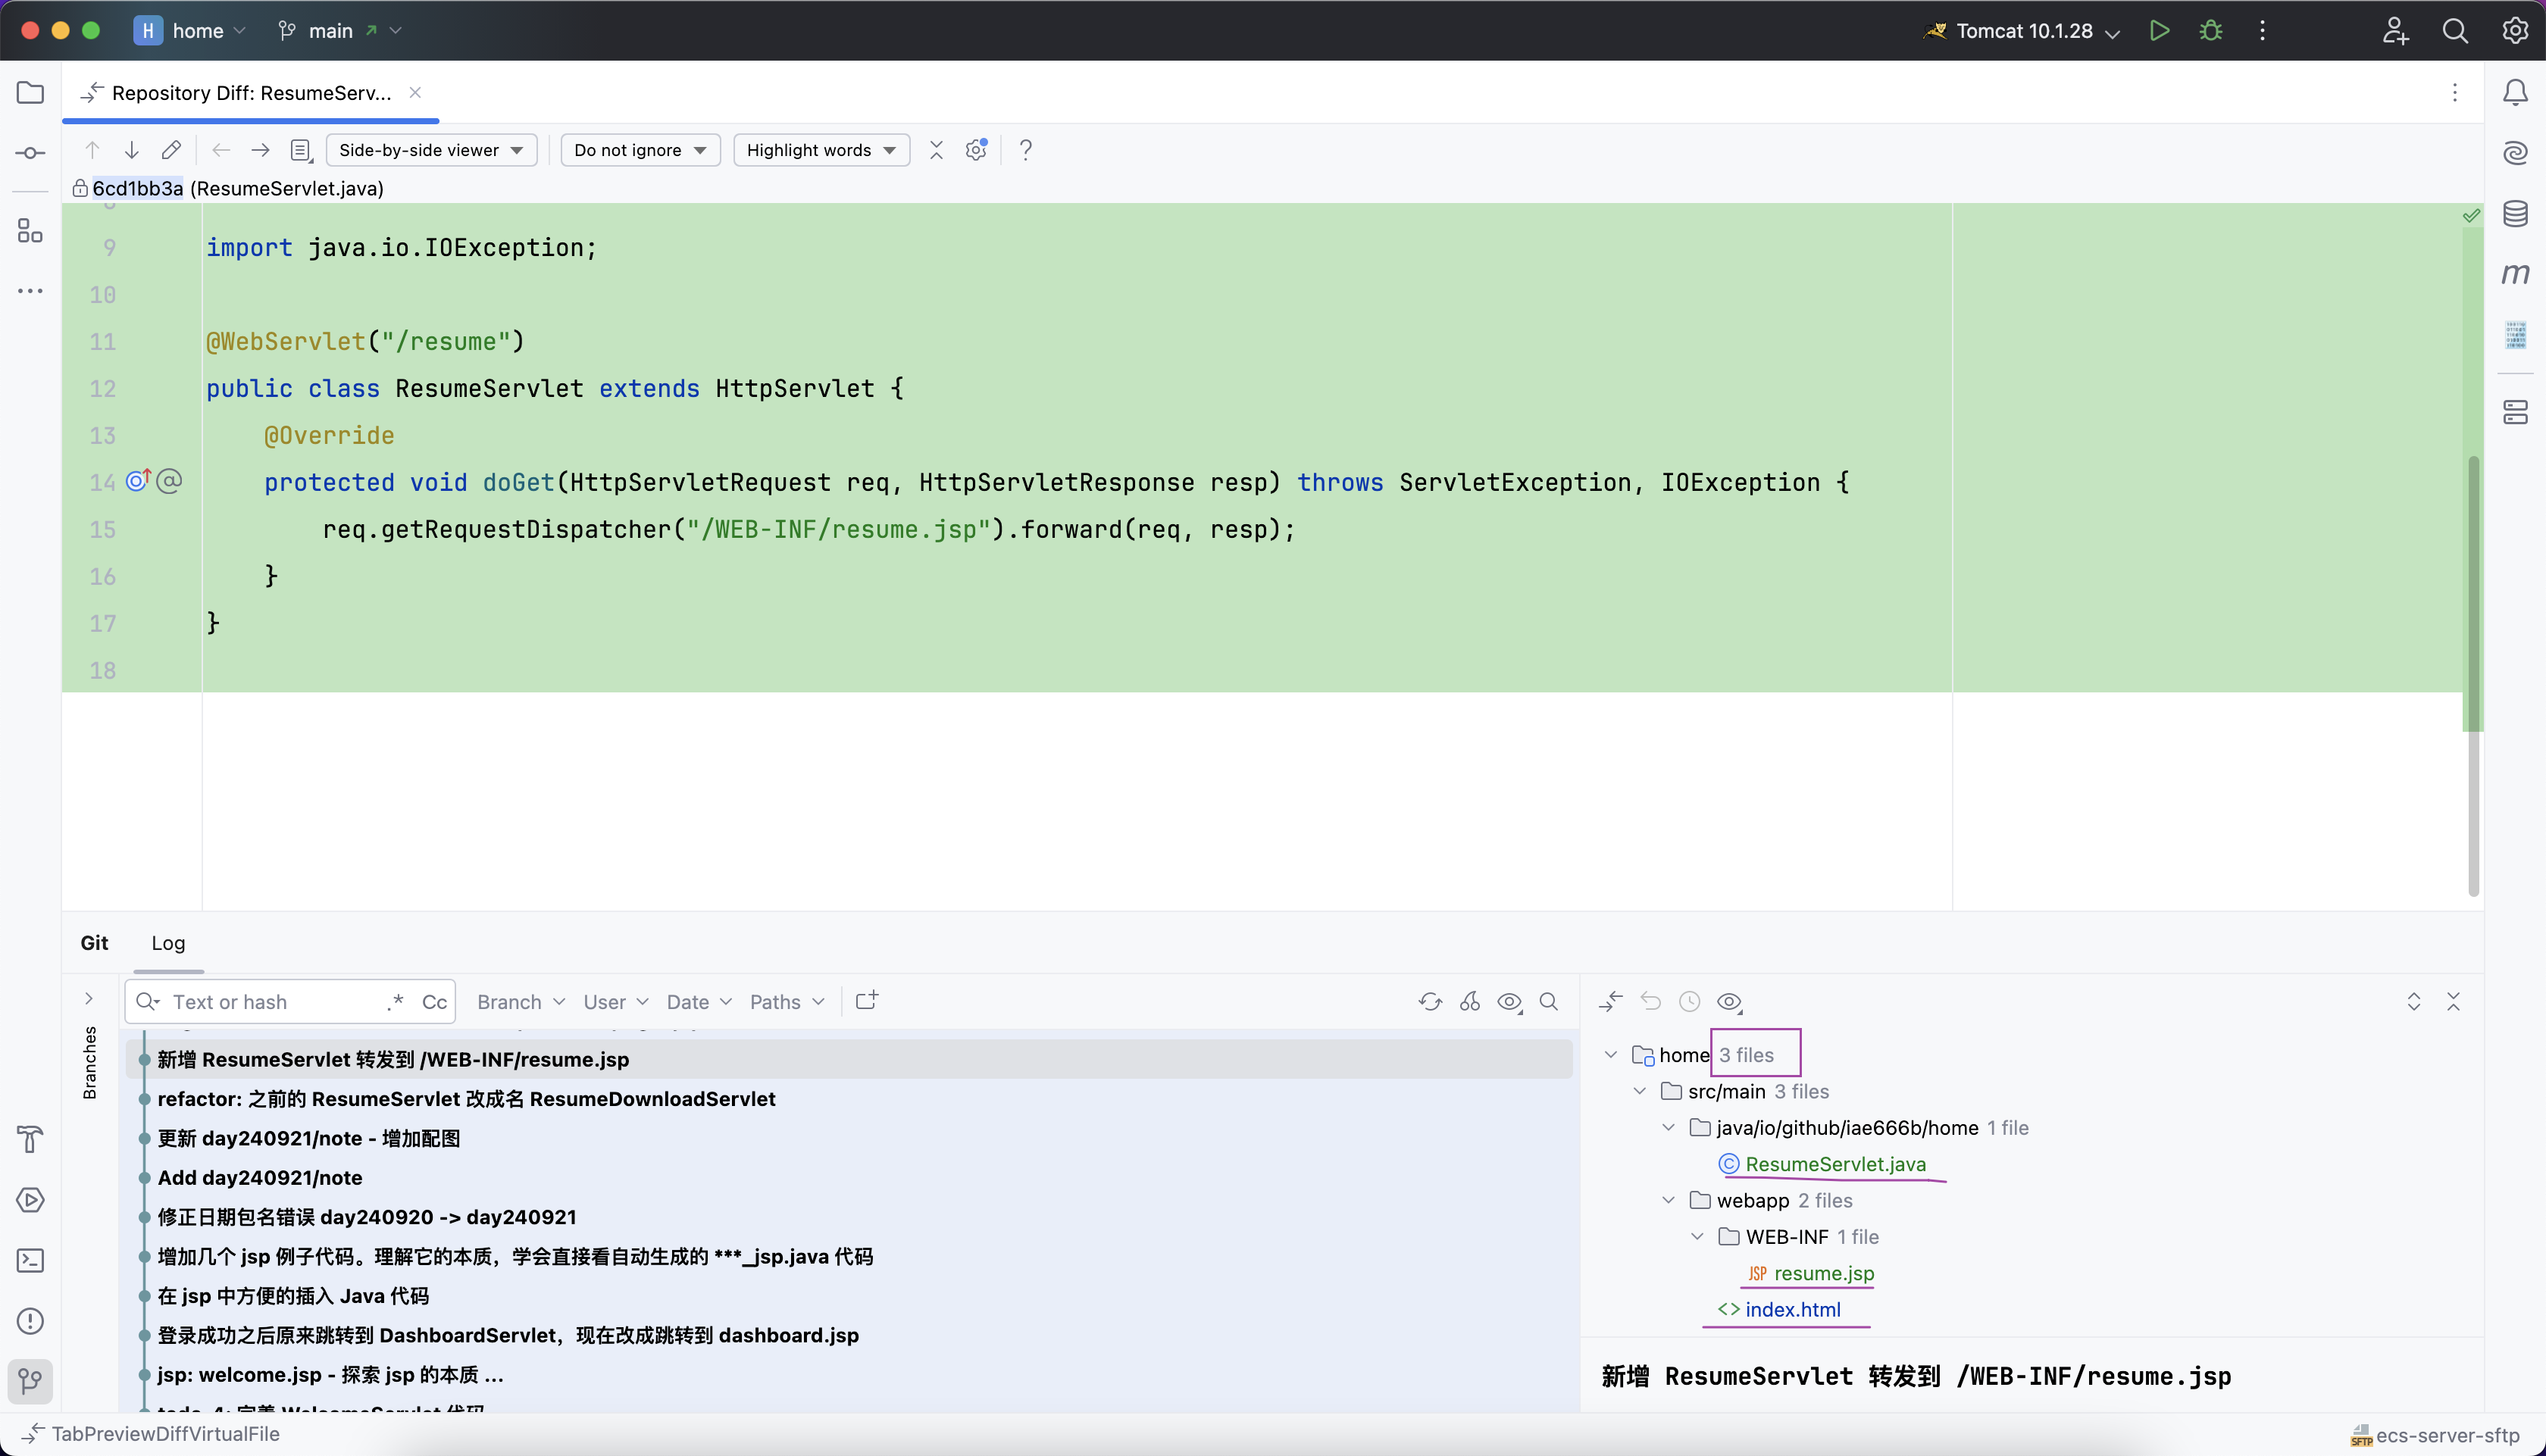 H home main Tomcat 10.1.28
Repository Diff: ResumeServ...
Side-by-side viewer Do not ignore Highlight words ?
6cd1bb3a (ResumeServlet.java)
9 import java.io.IOException;
10
11 @WebServlet("/resume")
12 public class ResumeServlet extends HttpServlet {
13 @Override
14 protected void doGet(HttpServletRequest req, HttpServletResponse resp) throws ServletException, IOException {
15 req.getRequestDispatcher("/WEB-INF/resume.jsp").forward(req, resp);
16 }
17 }
18
Git Log
Branches
Text or hash .* Cc Branch User Date Paths
新增 ResumeServlet 转发到 /WEB-INF/resume.jsp
refactor: 之前的 ResumeServlet 改成名 ResumeDownloadServlet
更新 day240921/note - 增加配图
Add day240921/note
修正日期包名错误 day240920 -> day240921
增加几个 jsp 例子代码。理解它的本质，学会直接看自动生成的 ***_jsp.java 代码
在 jsp 中方便的插入 Java 代码
登录成功之后原来跳转到 DashboardServlet，现在改成跳转到 dashboard.jsp
jsp: welcome.jsp - 探索 jsp 的本质 ...
home 3 files
src/main 3 files
java/io/github/iae666b/home 1 file
ResumeServlet.java
webapp 2 files
WEB-INF 1 file
JSP resume.jsp
<> index.html
新增 ResumeServlet 转发到 /WEB-INF/resume.jsp
TabPreviewDiffVirtualFile
SFTP ecs-server-sftp